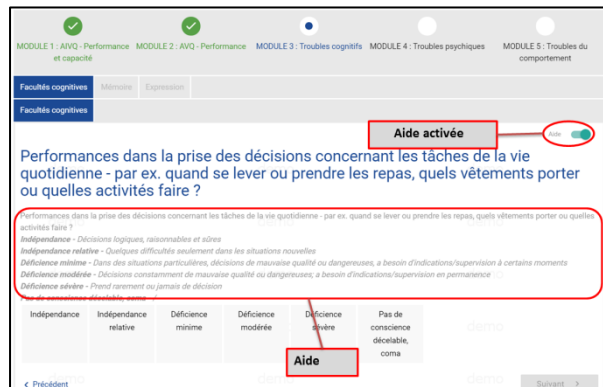 MODULE 1 : AIVQ - Performance et capacité
MODULE 2 : AVQ - Performance
MODULE 3 : Troubles cognitifs
MODULE 4 : Troubles psychiques
MODULE 5 : Troubles du comportement
Facultés cognitives Mémoire Expression
Facultés cognitives
Aide activée
Aide
Performances dans la prise des décisions concernant les tâches de la vie
quotidienne - par ex. quand se lever ou prendre les repas, quels vêtements porter
ou quelles activités faire ?
Performances dans la prise des décisions concernant les tâches de la vie quotidienne - par ex. quand se lever ou prendre les repas, quels vêtements porter ou quelles
activités faire ?
Indépendance - Décisions logiques, raisonnables et sûres
Indépendance relative - Quelques difficultés seulement dans les situations nouvelles
Déficience minime - Dans des situations particulières, décisions de mauvaise qualité ou dangereuses, a besoin d'indications/supervision à certains moments
Déficience modérée - Décisions constamment de mauvaise qualité ou dangereuses, a besoin d'indications/supervision en permanence
Déficience sévère - Prend rarement ou jamais de décision
Pas de conscience décelable, coma - /
Indépendance
Indépendance relative
Déficience minime
Déficience modérée
Déficience sévère
Pas de conscience décelable, coma
demo
Aide
Précédent
Suivant